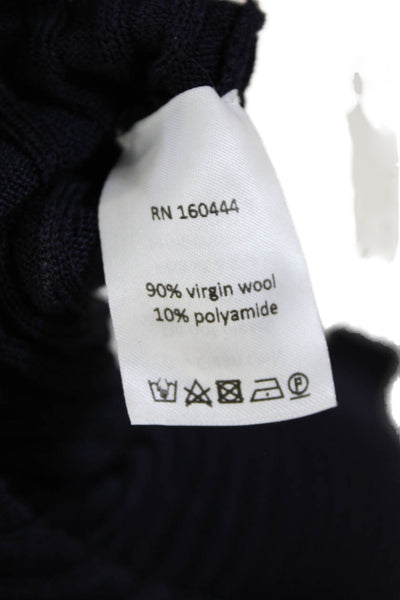 RN 160444
90% virgin wool
10% polyamide
P